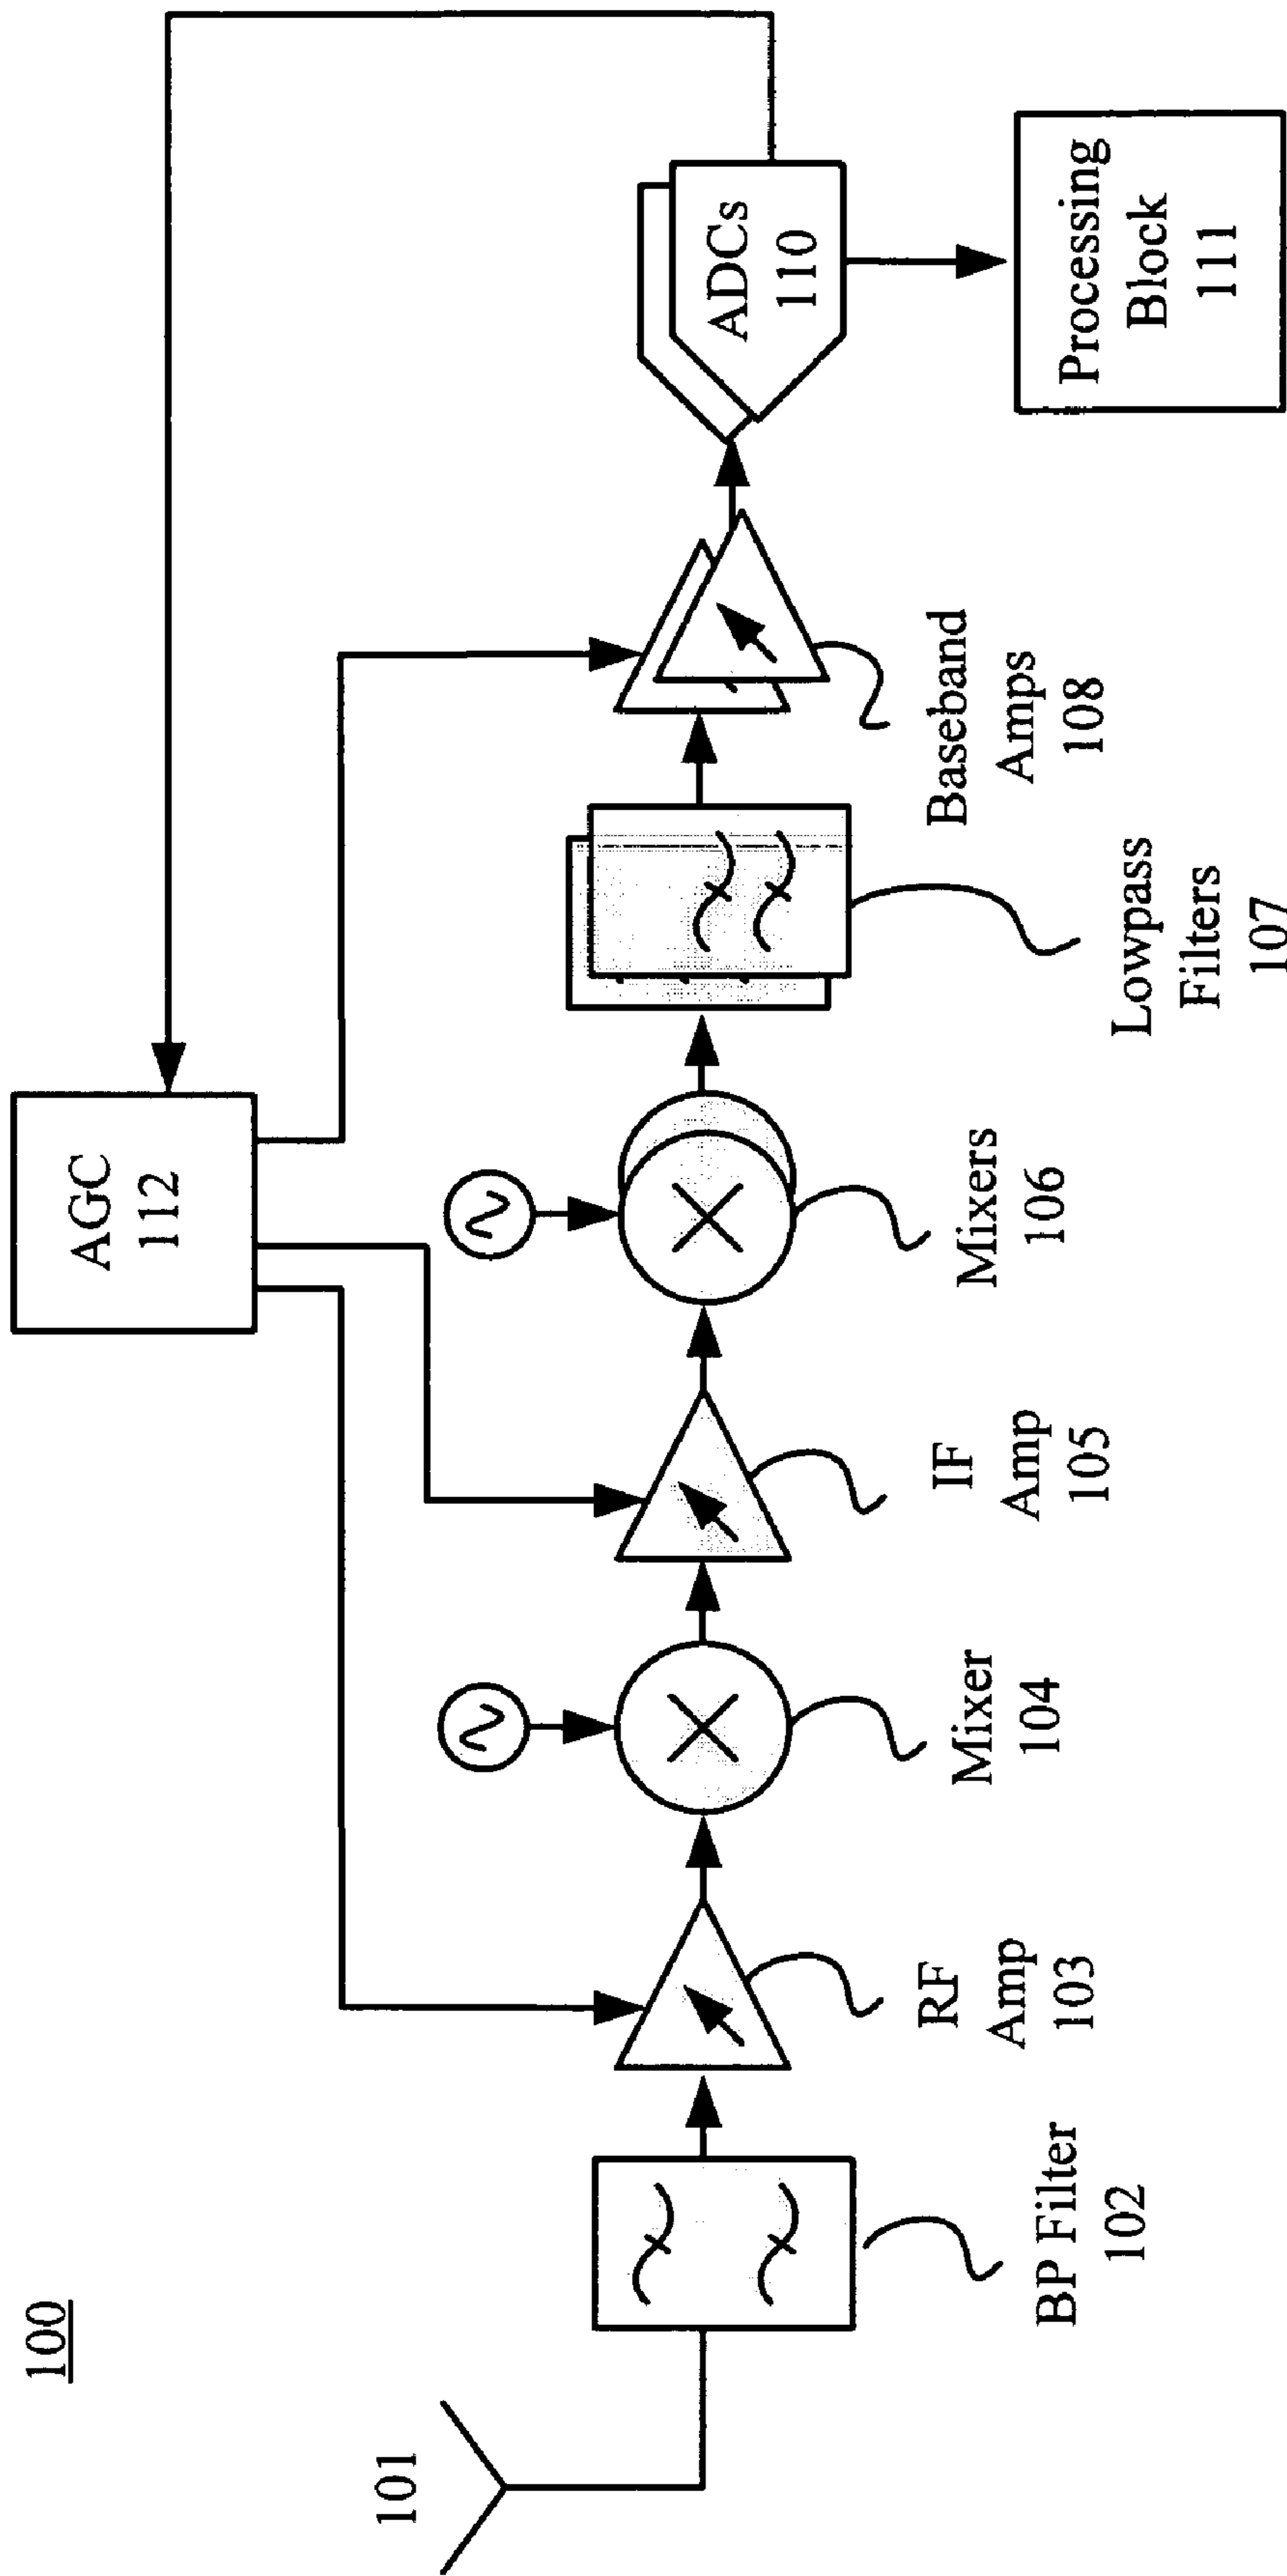 100
AGC
112
101
ADCs
110
Processing
Block
111
BP Filter
102
RF
Amp
103
Mixer
104
IF
Amp
105
Mixers
106
Lowpass
Filters
107
Baseband
Amps
108